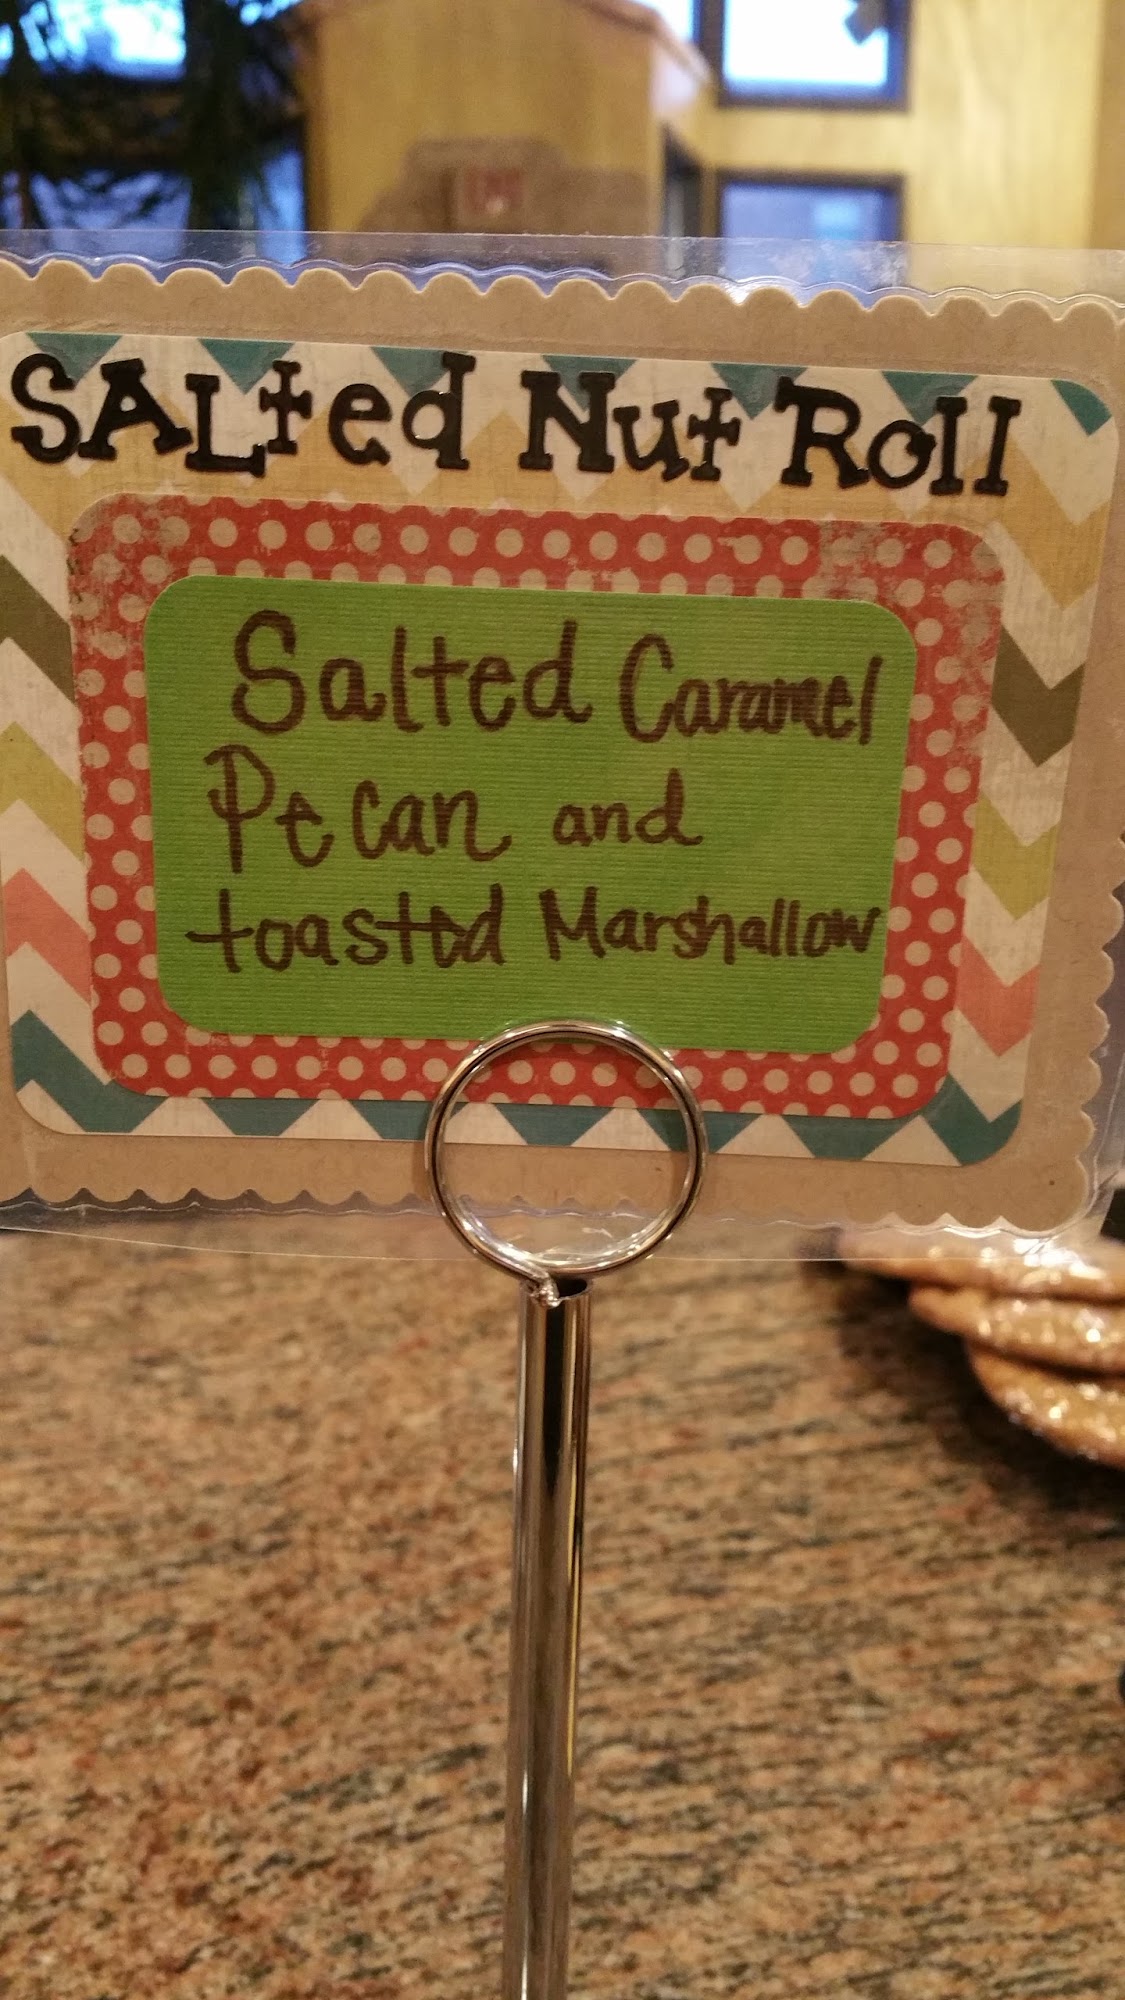 SALted Nut Roll
Salted Caramel
Pecan and
toasted Marshallow